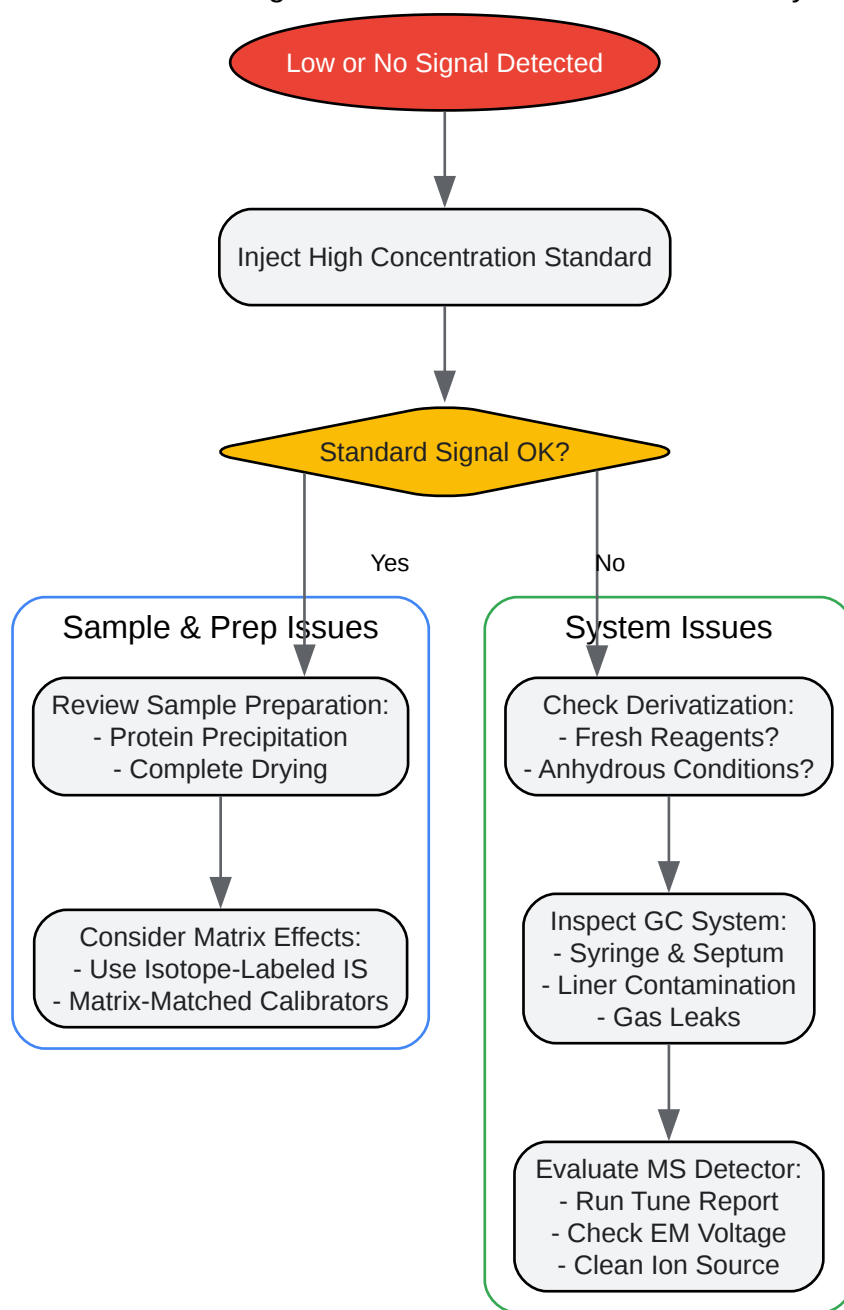 Low or No Signal Detected
Inject High Concentration Standard
Standard Signal OK?
Yes
No
Sample & Prep Issues
Review Sample Preparation:
- Protein Precipitation
- Complete Drying
Consider Matrix Effects:
- Use Isotope-Labeled IS
- Matrix-Matched Calibrators
System Issues
Check Derivatization:
- Fresh Reagents?
- Anhydrous Conditions?
Inspect GC System:
- Syringe & Septum
- Liner Contamination
- Gas Leaks
Evaluate MS Detector:
- Run Tune Report
- Check EM Voltage
- Clean Ion Source